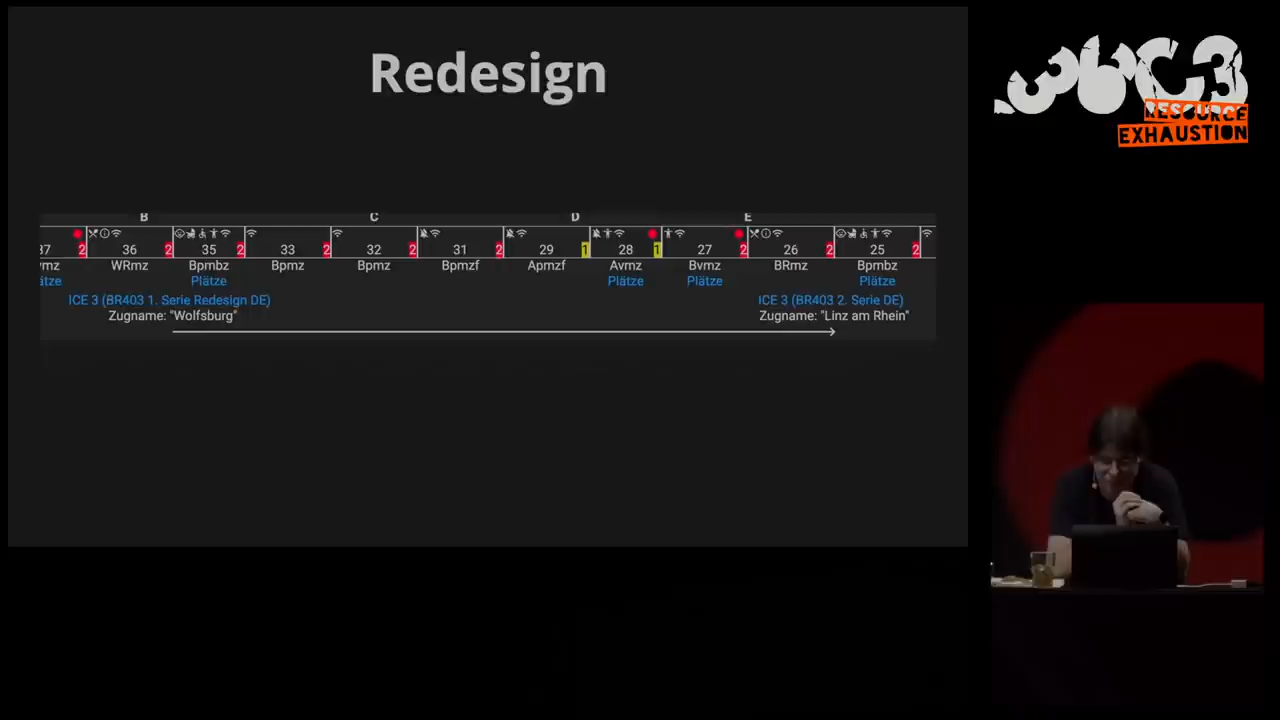 Redesign
B C D E
36 35 33 32 31 29 28 27 26 25
2 2 2 2 2 2 1 1 2 2 2
WRmz Bpmbz Bpmz Bpmz Bpmzf Apmzf Avmz Bvmz BRmz Bpmbz
Plätze Plätze Plätze Plätze
ICE 3 (BR403 1. Serie Redesign DE) ICE 3 (BR403 2. Serie DE)
Zugname: "Wolfsburg" Zugname: "Linz am Rhein"
36C3
RESOURCE
EXHAUSTION